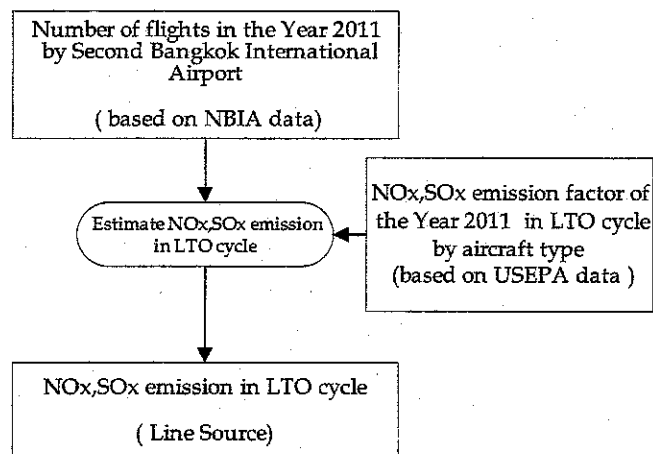 Number of flights in the Year 2011
by Second Bangkok International
Airport
( based on NBIA data)
Estimate NOx,SOx emission
in LTO cycle
NOx,SOx emission factor of
the Year 2011 in LTO cycle
by aircraft type
(based on USEPA data )
NOx,SOx emission in LTO cycle
( Line Source)